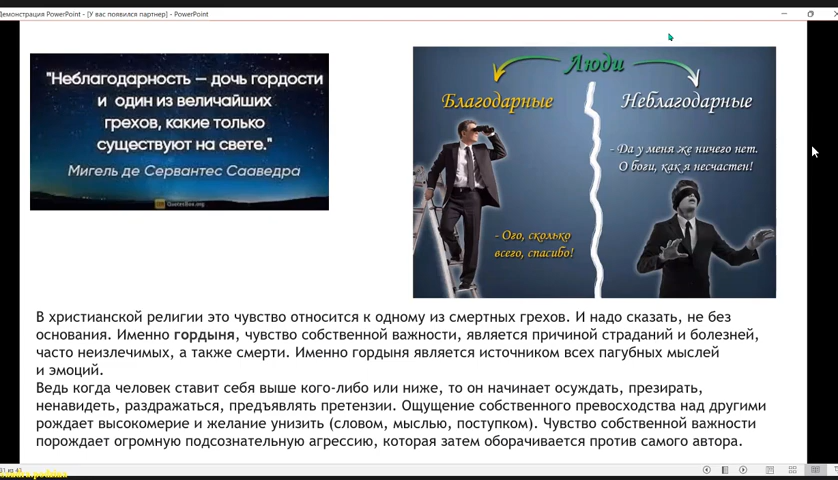 Демонстрация PowerPoint - [У вас появился партнер] - PowerPoint
"Неблагодарность — дочь гордости
и один из величайших
грехов, какие только
существуют на свете."
Мигель де Сервантес Сааведра
QuotesBox.org
Люди
Благодарные
Неблагодарные
- Да у меня же ничего нет.
О боги, как я несчастен!
- Ого, сколько
всего, спасибо!
В христианской религии это чувство относится к одному из смертных грехов. И надо сказать, не без
основания. Именно гордыня, чувство собственной важности, является причиной страданий и болезней,
часто неизлечимых, а также смерти. Именно гордыня является источником всех пагубных мыслей
и эмоций.
Ведь когда человек ставит себя выше кого-либо или ниже, то он начинает осуждать, презирать,
ненавидеть, раздражаться, предъявлять претензии. Ощущение собственного превосходства над другими
рождает высокомерие и желание унизить (словом, мыслью, поступком). Чувство собственной важности
порождает огромную подсознательную агрессию, которая затем оборачивается против самого автора.